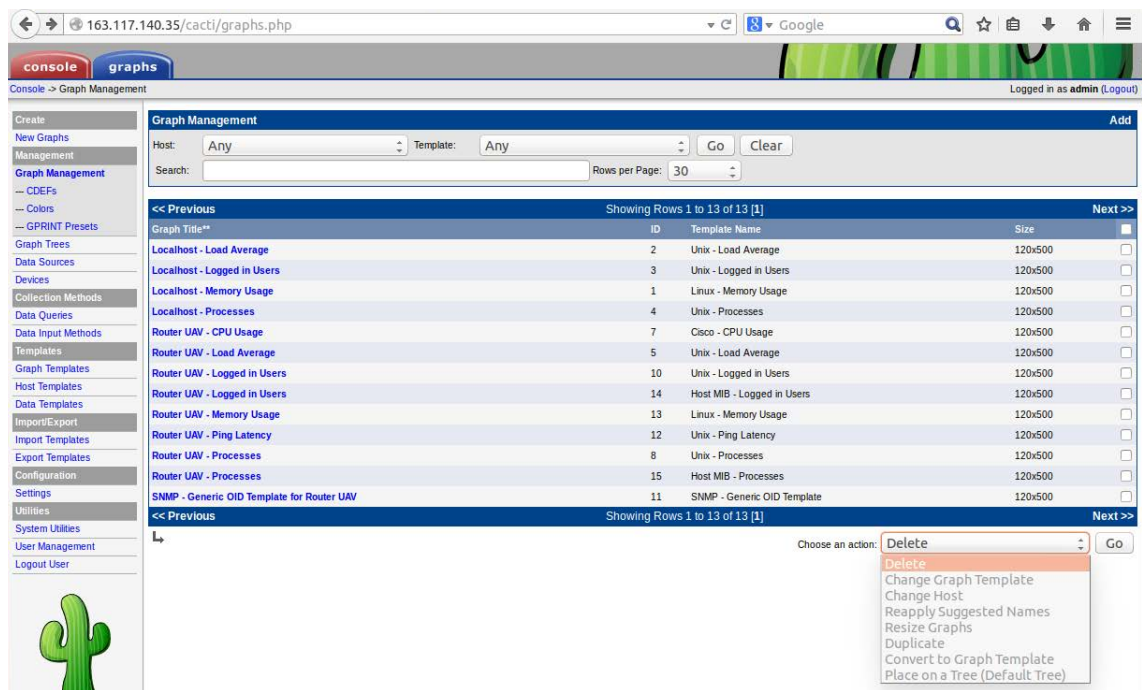 163.117.140.35/cacti/graphs.php
Google
console graphs
Console -> Graph Management
Logged in as admin (Logout)
Create
New Graphs
Management
Graph Management
--- CDEFs
--- Colors
--- GPRINT Presets
Graph Trees
Data Sources
Devices
Collection Methods
Data Queries
Data Input Methods
Templates
Graph Templates
Host Templates
Data Templates
Import/Export
Import Templates
Export Templates
Configuration
Settings
Utilities
System Utilities
User Management
Logout User
Graph Management Add
Host: Any Template: Any Go Clear
Search: Rows per Page: 30
<< Previous Showing Rows 1 to 13 of 13 [1] Next >>
Graph Title** ID Template Name Size
Localhost - Load Average 2 Unix - Load Average 120x500
Localhost - Logged in Users 3 Unix - Logged in Users 120x500
Localhost - Memory Usage 1 Linux - Memory Usage 120x500
Localhost - Processes 4 Unix - Processes 120x500
Router UAV - CPU Usage 7 Cisco - CPU Usage 120x500
Router UAV - Load Average 5 Unix - Load Average 120x500
Router UAV - Logged in Users 10 Unix - Logged in Users 120x500
Router UAV - Logged in Users 14 Host MIB - Logged in Users 120x500
Router UAV - Memory Usage 13 Linux - Memory Usage 120x500
Router UAV - Ping Latency 12 Unix - Ping Latency 120x500
Router UAV - Processes 8 Unix - Processes 120x500
Router UAV - Processes 15 Host MIB - Processes 120x500
SNMP - Generic OID Template for Router UAV 11 SNMP - Generic OID Template 120x500
<< Previous Showing Rows 1 to 13 of 13 [1] Next >>
Choose an action: Delete Go
Delete
Change Graph Template
Change Host
Reapply Suggested Names
Resize Graphs
Duplicate
Convert to Graph Template
Place on a Tree (Default Tree)